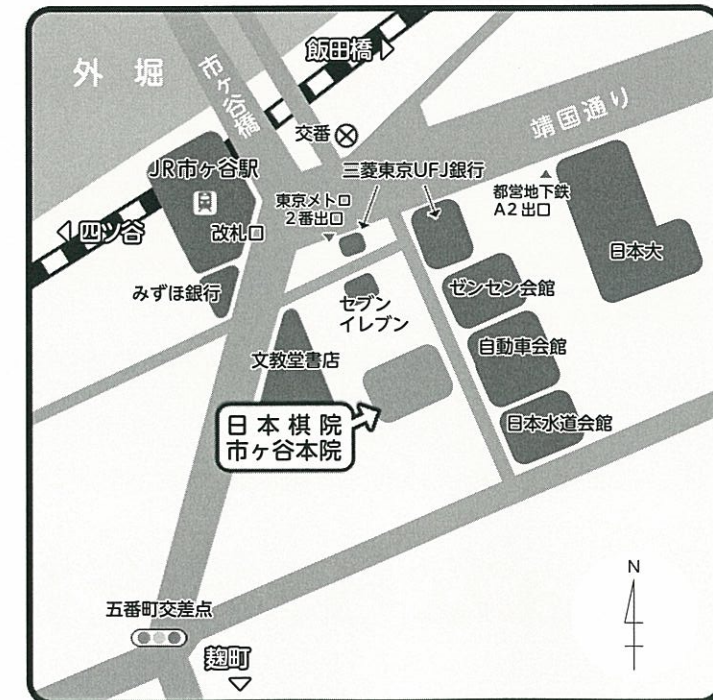 外堀
市ヶ谷橋
飯田橋
靖国通り
交番
JR市ヶ谷駅
三菱東京UFJ銀行
東京メトロ
2番出口
都営地下鉄
A2出口
四ツ谷
改札口
日本大
みずほ銀行
ゼンセン会館
セブン
イレブン
自動車会館
文教堂書店
日本棋院
市ヶ谷本院
日本水道会館
N
五番町交差点
麹町